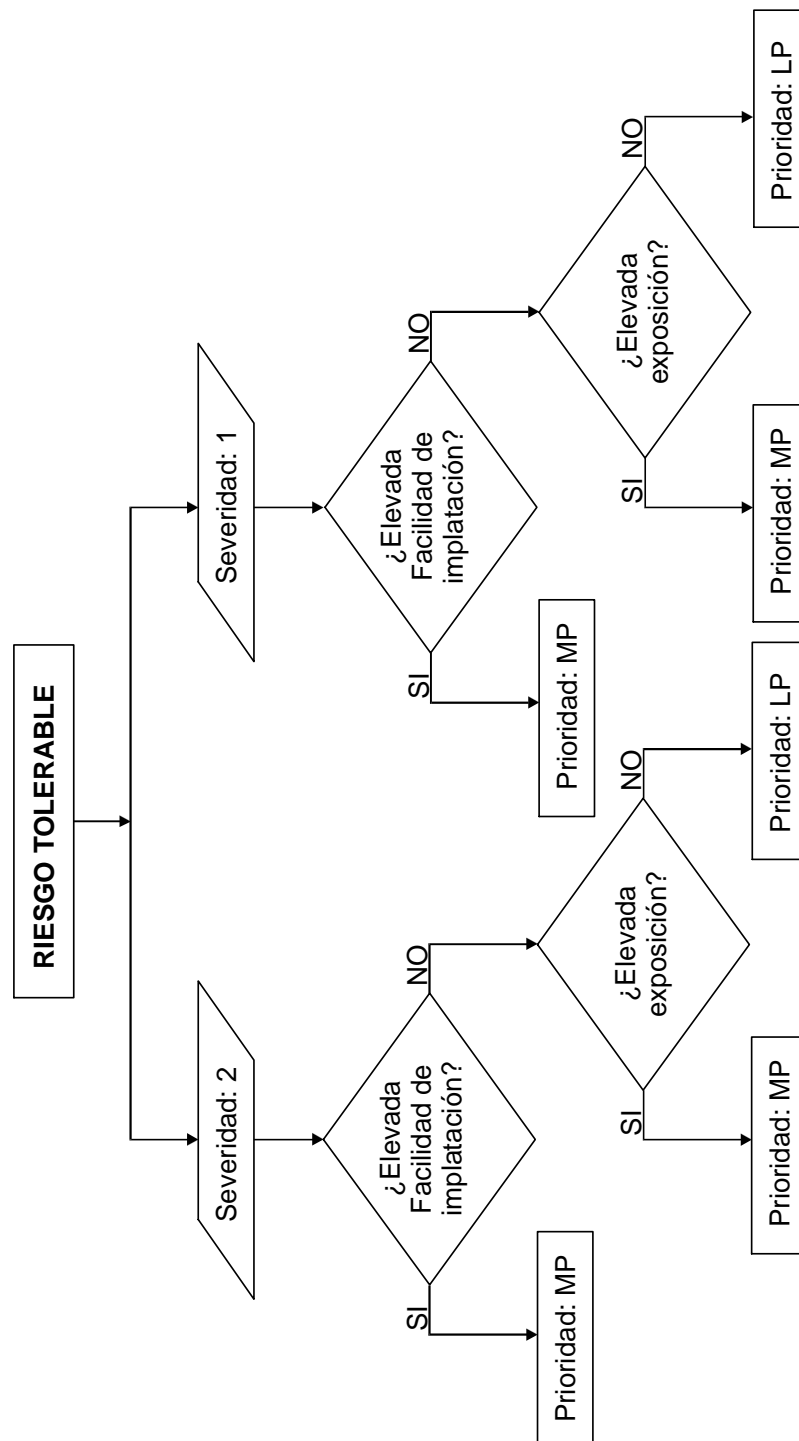 RIESGO TOLERABLE
Severidad: 2
Severidad: 1
¿Elevada
Facilidad de
implatación?
SI
NO
¿Elevada
Facilidad de
implatación?
SI
NO
Prioridad: MP
¿Elevada
exposición?
SI
NO
Prioridad: MP
¿Elevada
exposición?
SI
NO
Prioridad: MP
Prioridad: LP
Prioridad: MP
Prioridad: LP